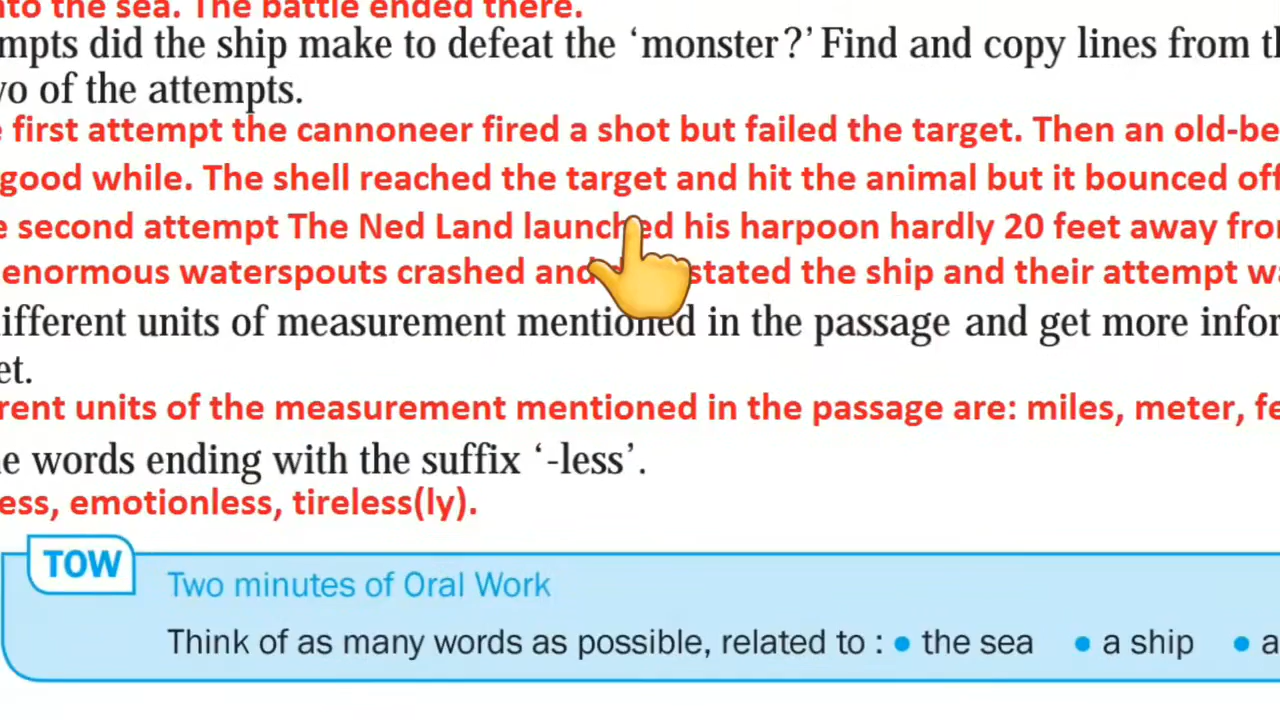 nto the sea. The battle ended there.
mpts did the ship make to defeat the ‘monster?’ Find and copy lines from th
wo of the attempts.
e first attempt the cannoneer fired a shot but failed the target. Then an old-be
good while. The shell reached the target and hit the animal but it bounced off
e second attempt The Ned Land launched his harpoon hardly 20 feet away from
enormous waterspouts crashed and stated the ship and their attempt wa
ifferent units of measurement mentioned in the passage and get more infor
et.
rent units of the measurement mentioned in the passage are: miles, meter, fe
e words ending with the suffix ‘-less’.
ess, emotionless, tireless(ly).
TOW
Two minutes of Oral Work
Think of as many words as possible, related to : • the sea • a ship • a